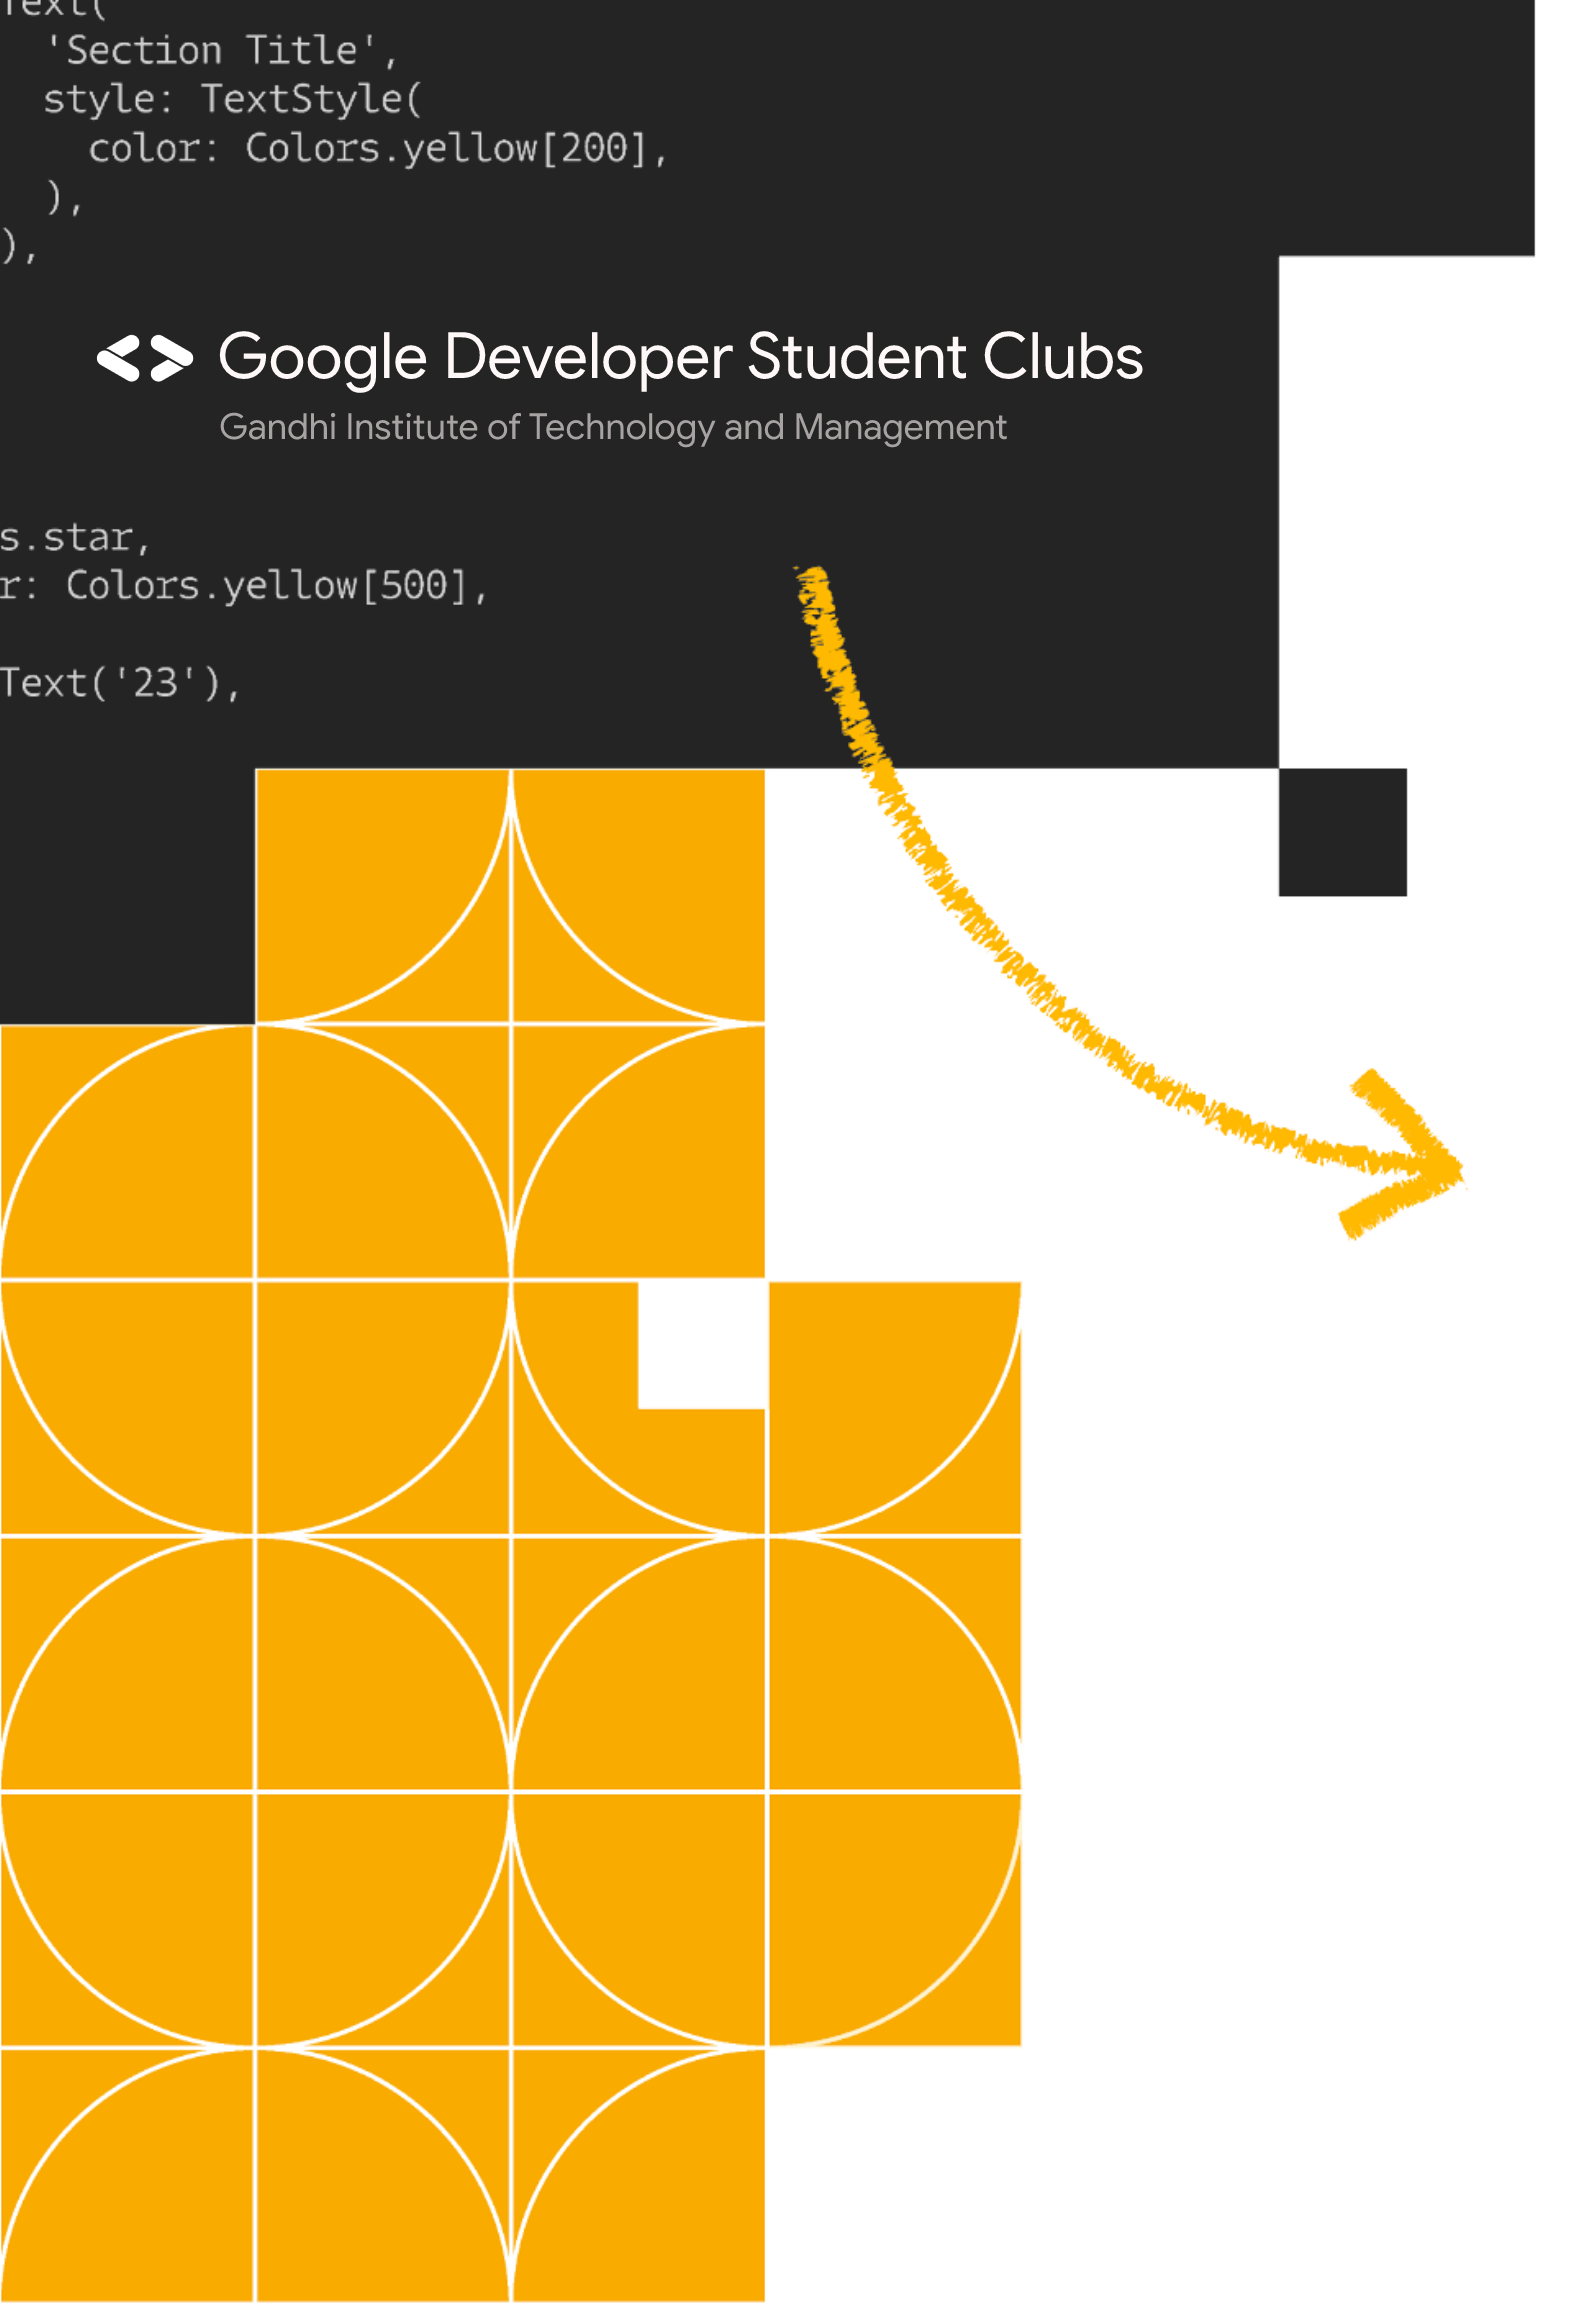 Text(
'Section Title',
style: TextStyle(
color: Colors.yellow[200],
),
),
Google Developer Student Clubs
Gandhi Institute of Technology and Management
s.star,
r: Colors.yellow[500],
Text('23'),